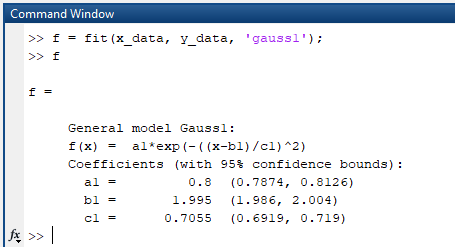 Command Window
>> f = fit(x_data, y_data, 'gauss1');
>> f
f =
General model Gauss1:
f(x) = a1*exp(-((x-b1)/c1)^2)
Coefficients (with 95% confidence bounds):
a1 = 0.8 (0.7874, 0.8126)
b1 = 1.995 (1.986, 2.004)
c1 = 0.7055 (0.6919, 0.719)
fx >>